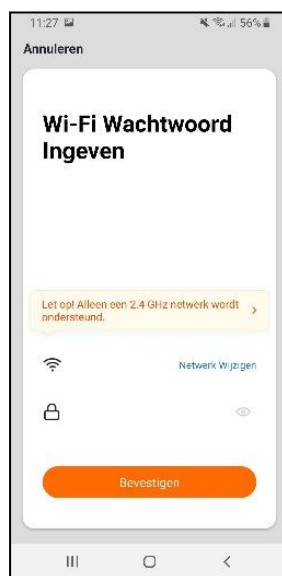 11:27 56%
Annuleren
Wi-Fi Wachtwoord
Ingeven
Let op! Alleen een 2.4 GHz netwerk wordt
ondersteund.
Netwerk Wijzigen
Bevestigen